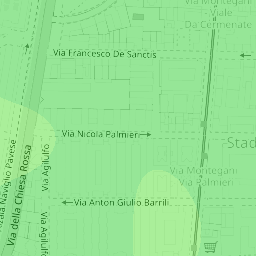 Via Montegani
Viale
Da Cermenate
Via Francesco De Sanctis
Via Nicola Palmieri
Stad
Via Montegani
Via Palmieri
Via Anton Giulio Barrili
Via Agilulfo
Via Agilulfo
Via della Chiesa Rossa
Naviglio Pavese